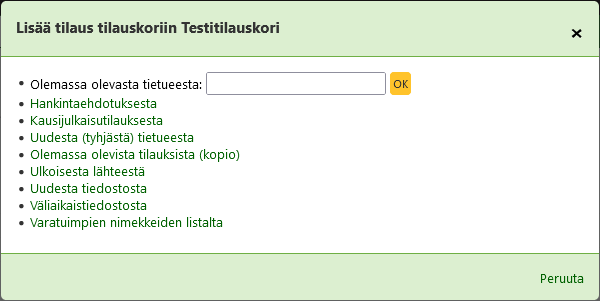 Lisää tilaus tilauskoriin Testitilauskori
×
Olemassa olevasta tietueesta: OK
Hankintaehdotuksesta
Kausijulkaisutilauksesta
Uudesta (tyhjästä) tietueesta
Olemassa olevista tilauksista (kopio)
Ulkoisesta lähteestä
Uudesta tiedostosta
Väliaikaistiedostosta
Varatuimpien nimekkeiden listalta
Peruuta